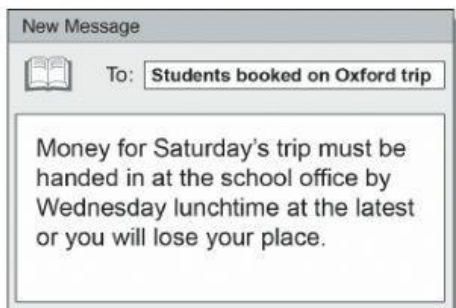 New Message
To: Students booked on Oxford trip
Money for Saturday's trip must be
handed in at the school office by
Wednesday lunchtime at the latest
or you will lose your place.